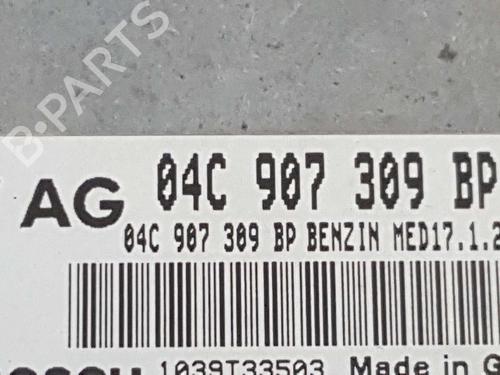 B-PARTS
AG 04C 907 309 BP
04C 907 309 BP BENZIN MED17.1.2
1039T33503 Made in G